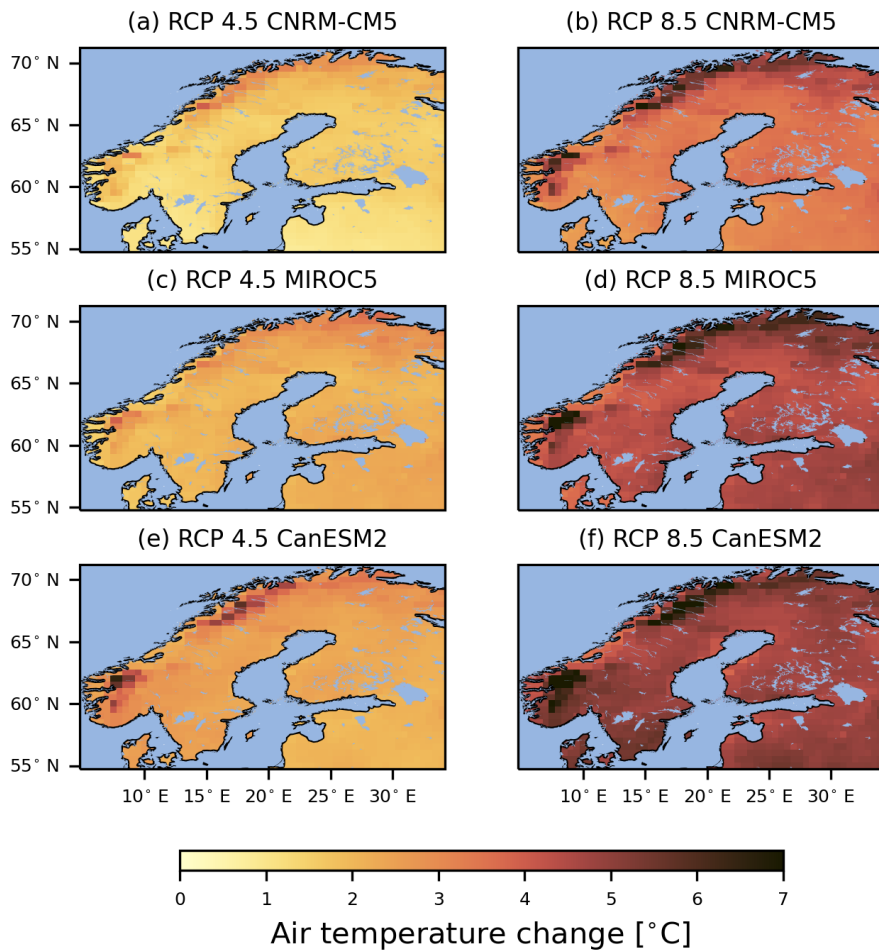 (a) RCP 4.5 CNRM-CM5
(b) RCP 8.5 CNRM-CM5
70° N
65° N
60° N
55° N
(c) RCP 4.5 MIROC5
(d) RCP 8.5 MIROC5
70° N
65° N
60° N
55° N
(e) RCP 4.5 CanESM2
(f) RCP 8.5 CanESM2
70° N
65° N
60° N
55° N
10° E 15° E 20° E 25° E 30° E
10° E 15° E 20° E 25° E 30° E
0 1 2 3 4 5 6 7
Air temperature change [°C]